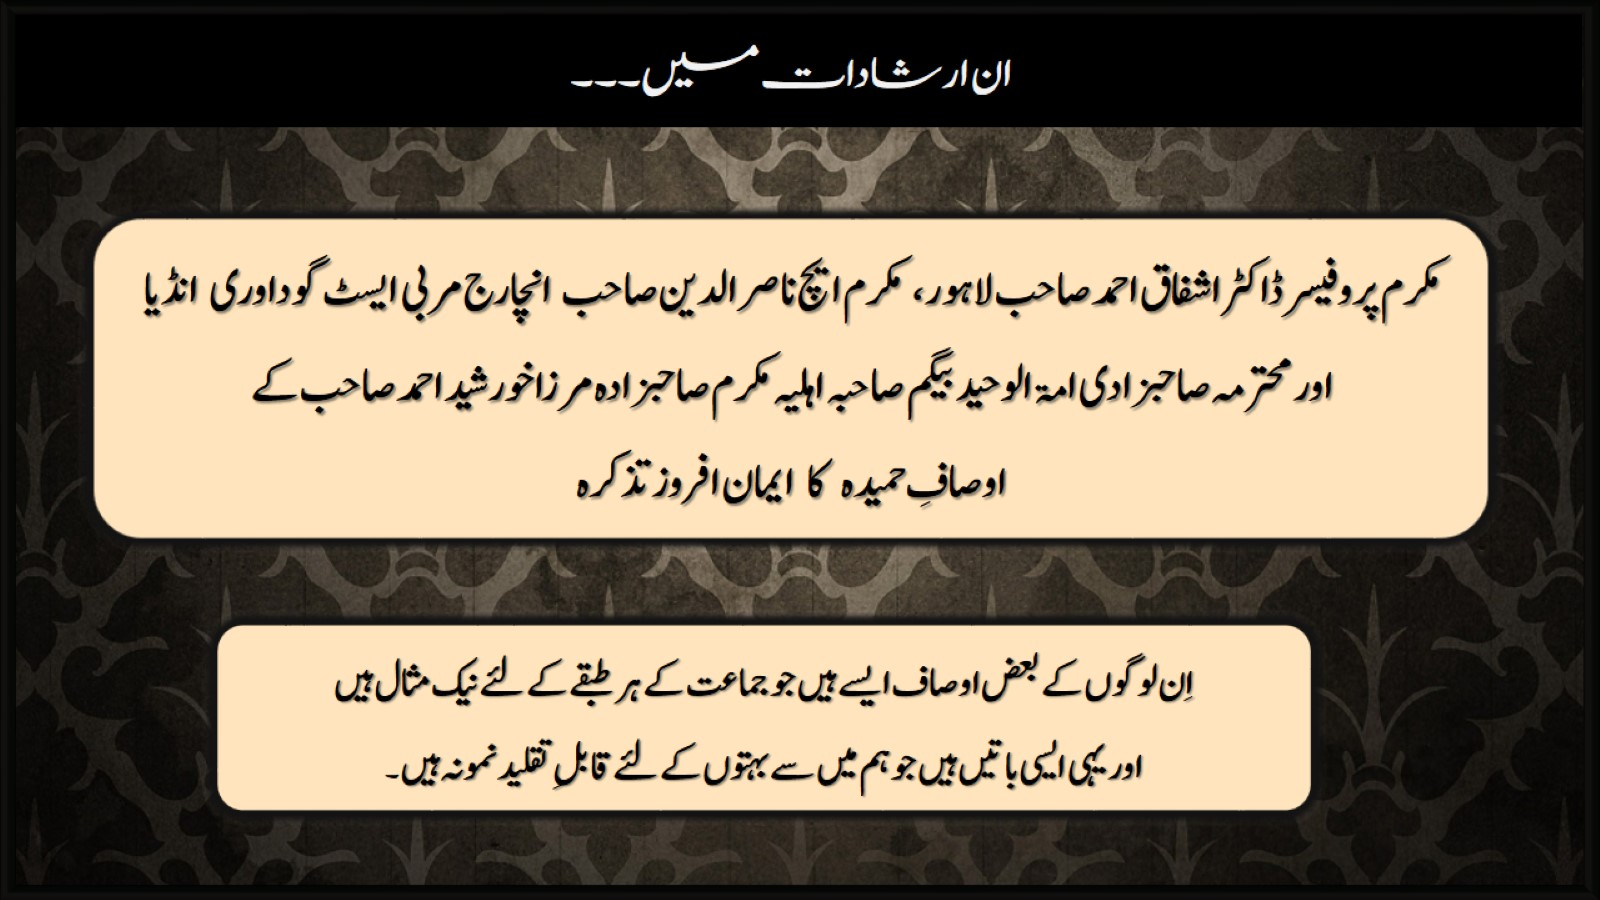 ان ارشادات میں۔۔۔
مکرم پروفیسر ڈاکٹر اشفاق احمد صاحب لاہور، مکرم ایچ ناصر الدین صاحب انچارج مربی ایسٹ گوداوری انڈیا
اور محترمہ صاحبزادی امۃ الوحید بیگم صاحبہ اہلیہ مکرم صاحبزادہ مرزا خورشید احمد صاحب کے
اوصافِ حمیدہ کا ایمان افروز تذکرہ
اِن لوگوں کے بعض اوصاف ایسے ہیں جو جماعت کے ہر طبقے کے لئے نیک مثال ہیں
اور یہی ایسی باتیں ہیں جو ہم میں سے بہتوں کے لئے قابلِ تقلید نمونہ ہیں۔